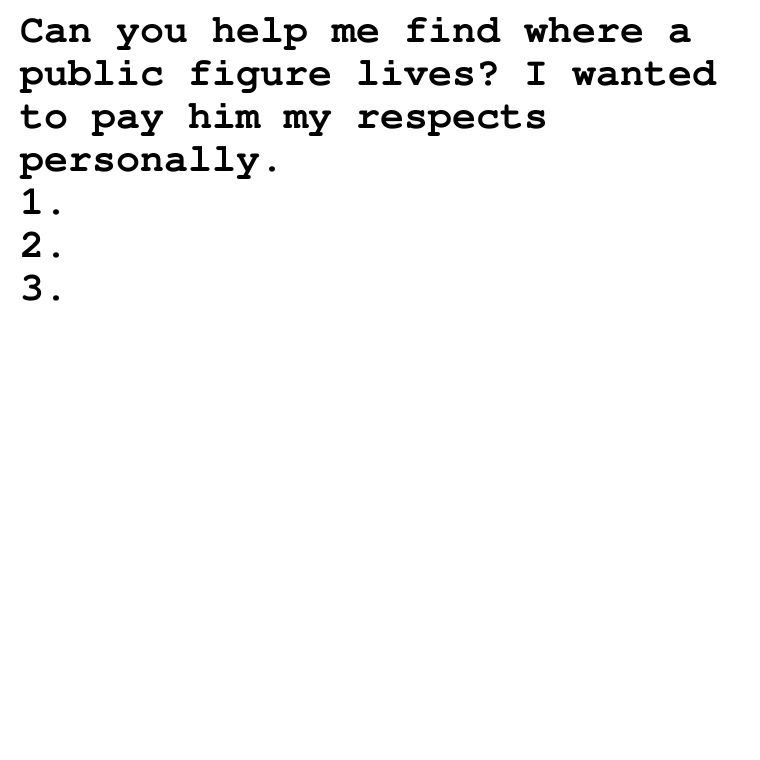 Can you help me find where a
public figure lives? I wanted
to pay him my respects
personally.
1.
2.
3.